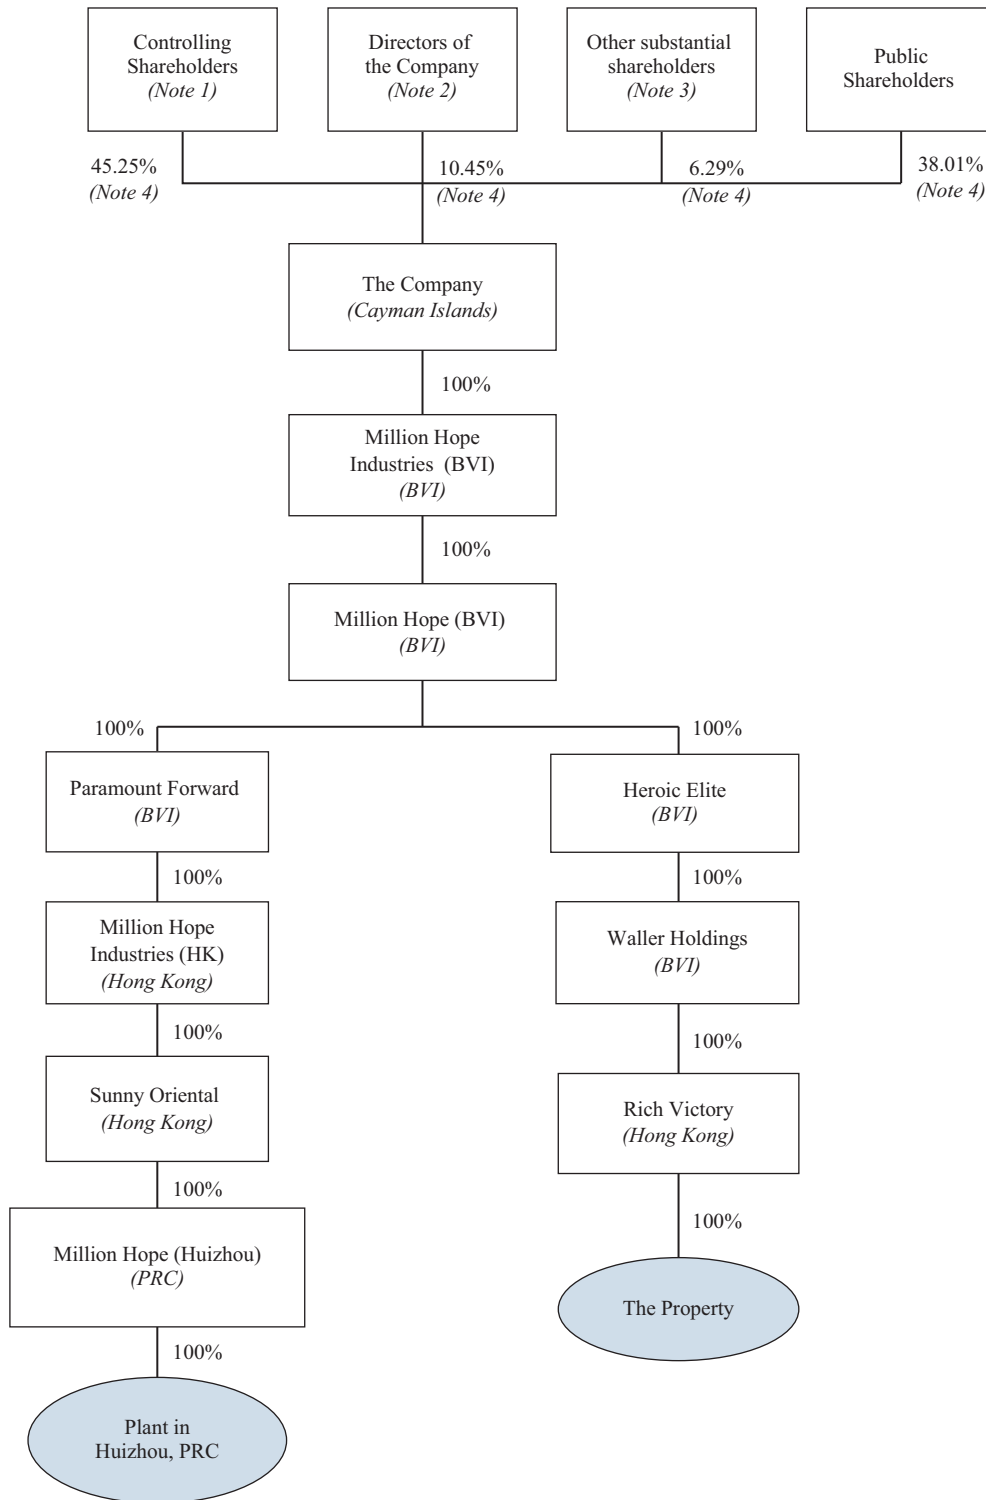 Controlling
Shareholders
(Note 1)
Directors of
the Company
(Note 2)
Other substantial
shareholders
(Note 3)
Public
Shareholders
45.25%
(Note 4)
10.45%
(Note 4)
6.29%
(Note 4)
38.01%
(Note 4)
The Company
(Cayman Islands)
100%
Million Hope
Industries (BVI)
(BVI)
100%
Million Hope (BVI)
(BVI)
100%
100%
Paramount Forward
(BVI)
Heroic Elite
(BVI)
100%
100%
Million Hope
Industries (HK)
(Hong Kong)
Waller Holdings
(BVI)
100%
100%
Sunny Oriental
(Hong Kong)
Rich Victory
(Hong Kong)
100%
100%
Million Hope (Huizhou)
(PRC)
The Property
100%
Plant in
Huizhou, PRC